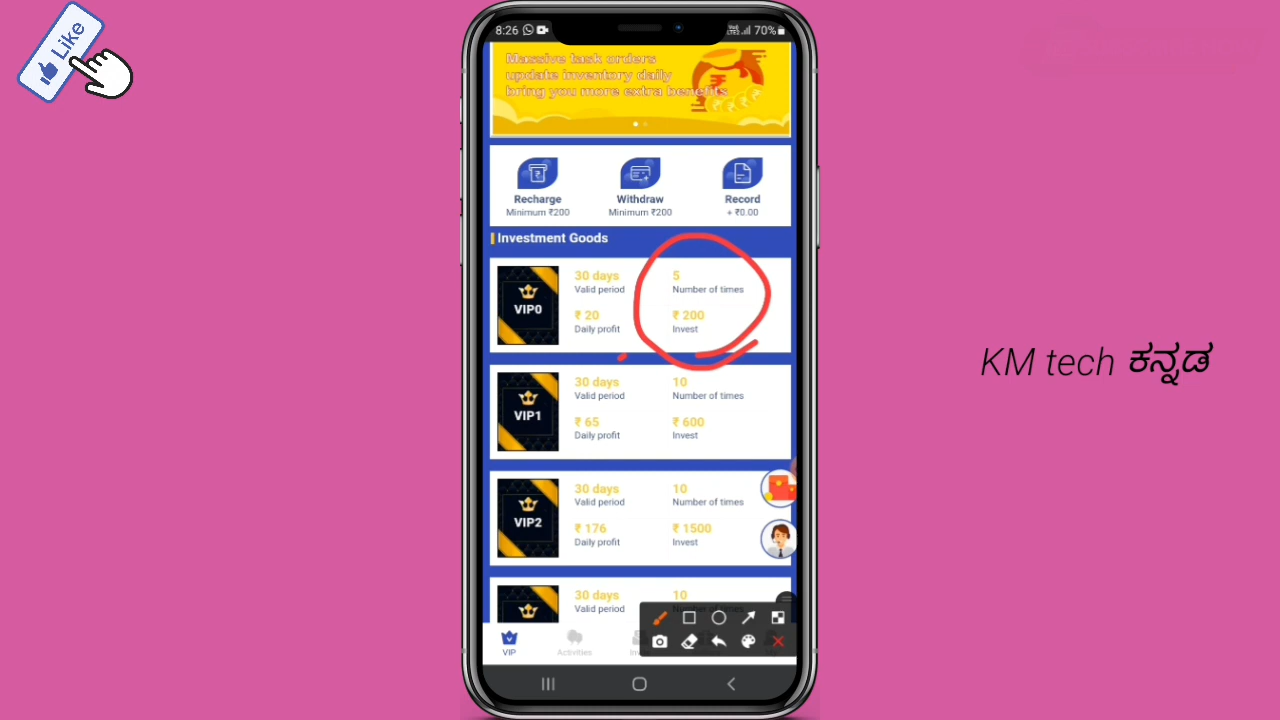 Like
8:26
70%
Massive task orders
update inventory daily
bring you more extra benefits
Recharge
Minimum ₹200
Withdraw
Minimum ₹200
Record
+ ₹0.00
Investment Goods
VIP0
30 days
Valid period
5
Number of times
₹ 20
Daily profit
₹ 200
Invest
VIP1
30 days
Valid period
10
Number of times
₹ 65
Daily profit
₹ 600
Invest
VIP2
30 days
Valid period
10
Number of times
₹ 176
Daily profit
₹ 1500
Invest
30 days
Valid period
10
VIP
Activities
KM tech ಕನ್ನಡ